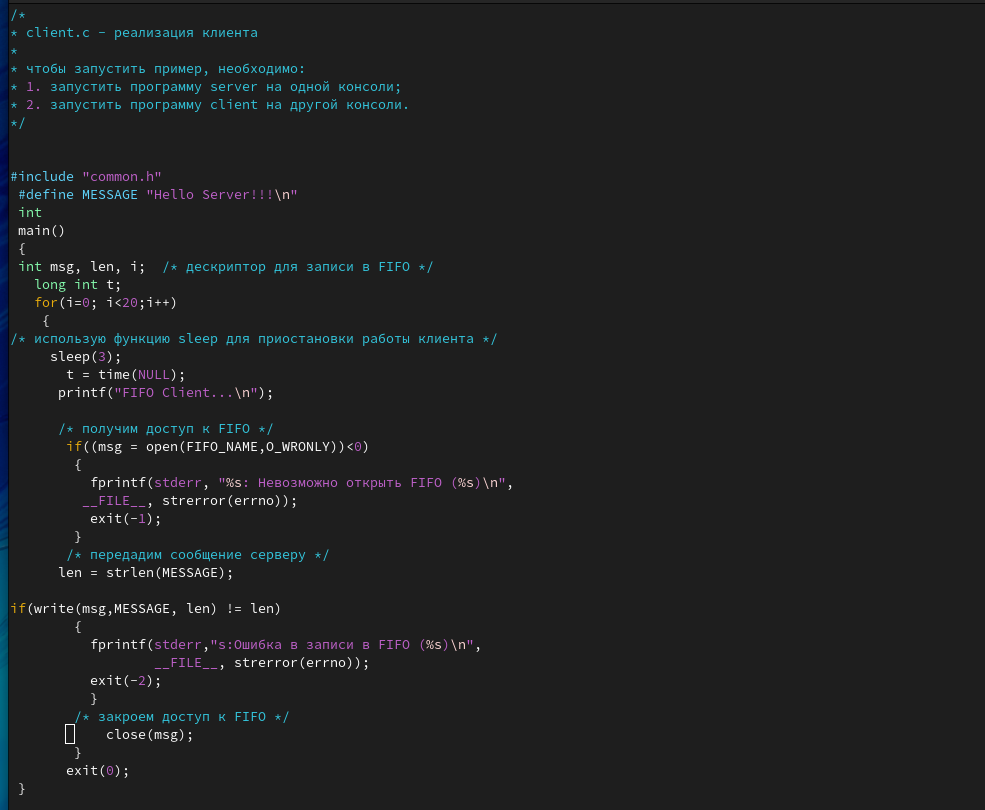 /*
* client.c - реализация клиента
*
* чтобы запустить пример, необходимо:
* 1. запустить программу server на одной консоли;
* 2. запустить программу client на другой консоли.
*/
#include "common.h"
#define MESSAGE "Hello Server!!!\n"
int
main()
{
int msg, len, i;  /* дескриптор для записи в FIFO */
long int t;
for(i=0; i<20;i++)
{
/* использую функцию sleep для приостановки работы клиента */
sleep(3);
t = time(NULL);
printf("FIFO Client...\n");
/* получим доступ к FIFO */
if((msg = open(FIFO_NAME,O_WRONLY))<0)
{
fprintf(stderr, "%s: Невозможно открыть FIFO (%s)\n",
__FILE__, strerror(errno));
exit(-1);
}
/* передадим сообщение серверу */
len = strlen(MESSAGE);
if(write(msg,MESSAGE, len) != len)
{
fprintf(stderr,"s:Ошибка в записи в FIFO (%s)\n",
__FILE__, strerror(errno));
exit(-2);
}
/* закроем доступ к FIFO */
close(msg);
}
exit(0);
}